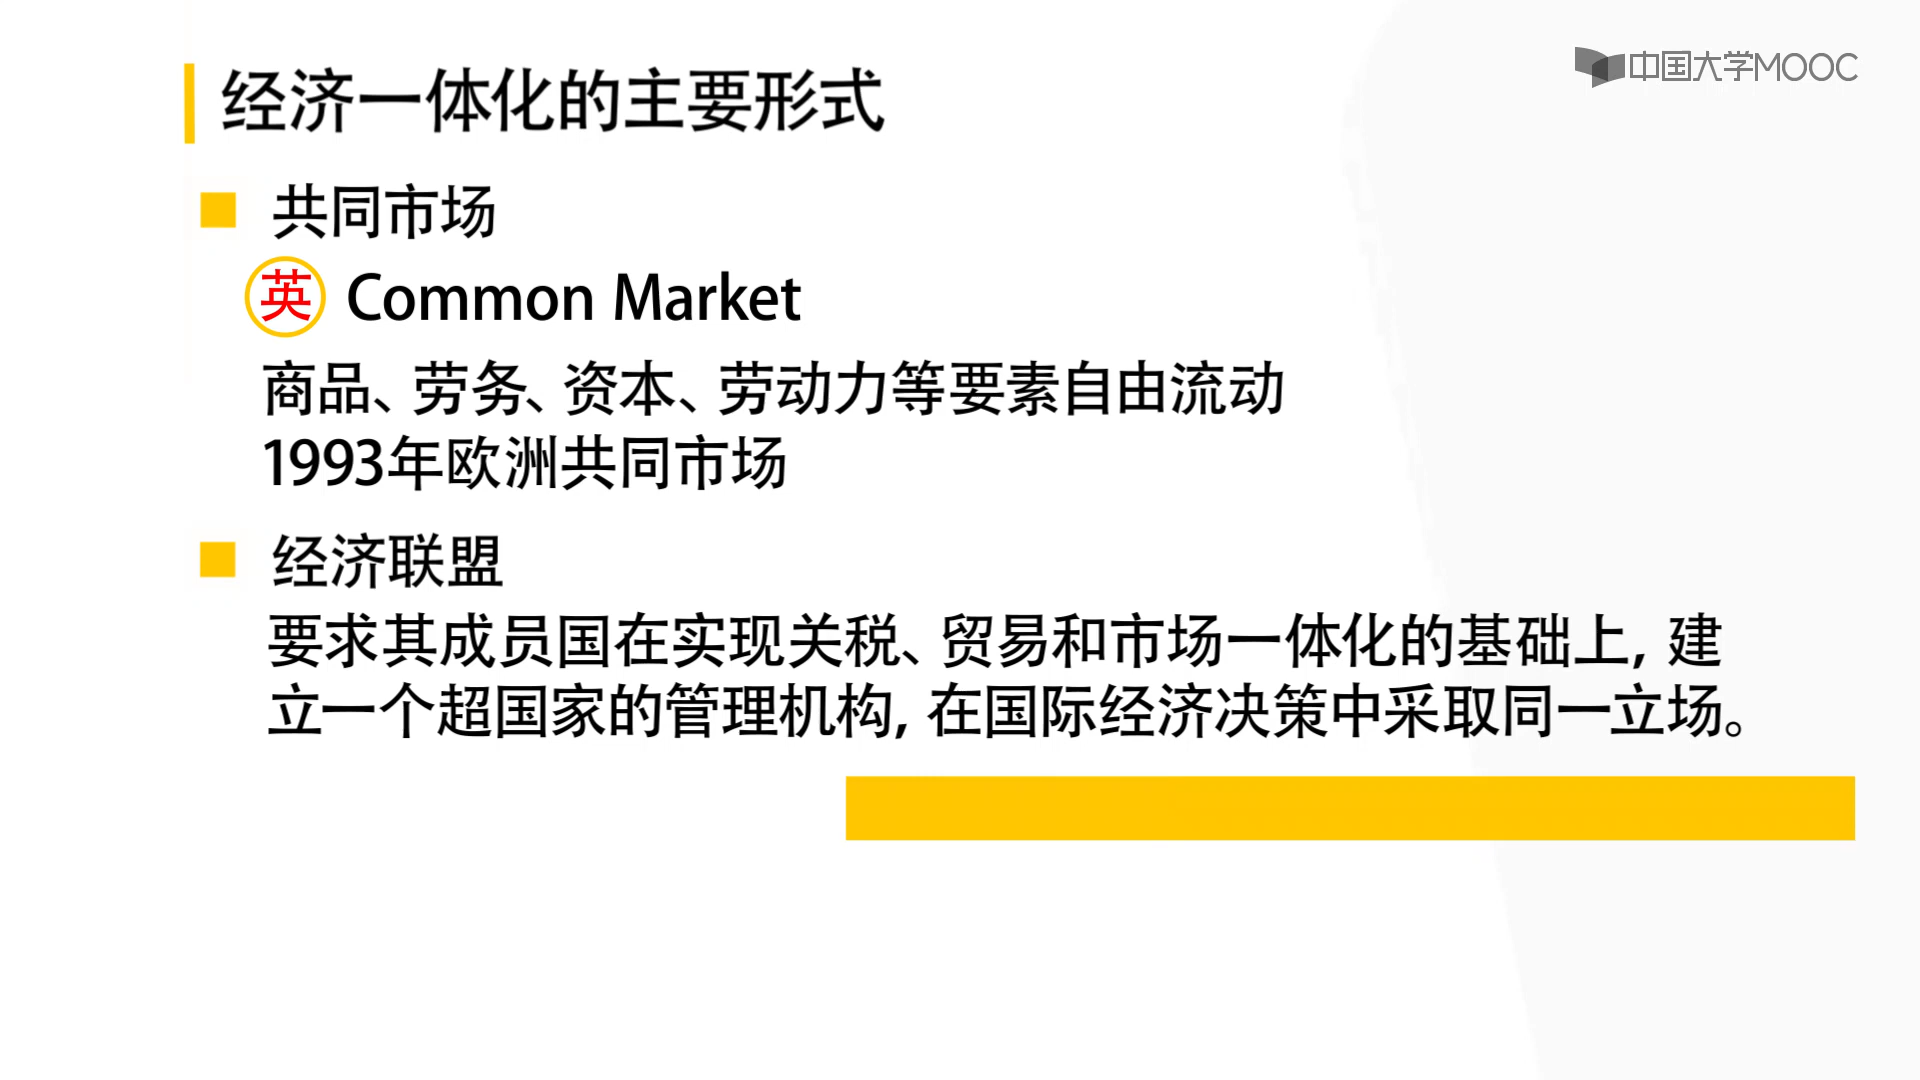 中国大学MOOC
经济一体化的主要形式
共同市场
英 Common Market
商品、劳务、资本、劳动力等要素自由流动
1993年欧洲共同市场
经济联盟
要求其成员国在实现关税、贸易和市场一体化的基础上, 建
立一个超国家的管理机构, 在国际经济决策中采取同一立场。